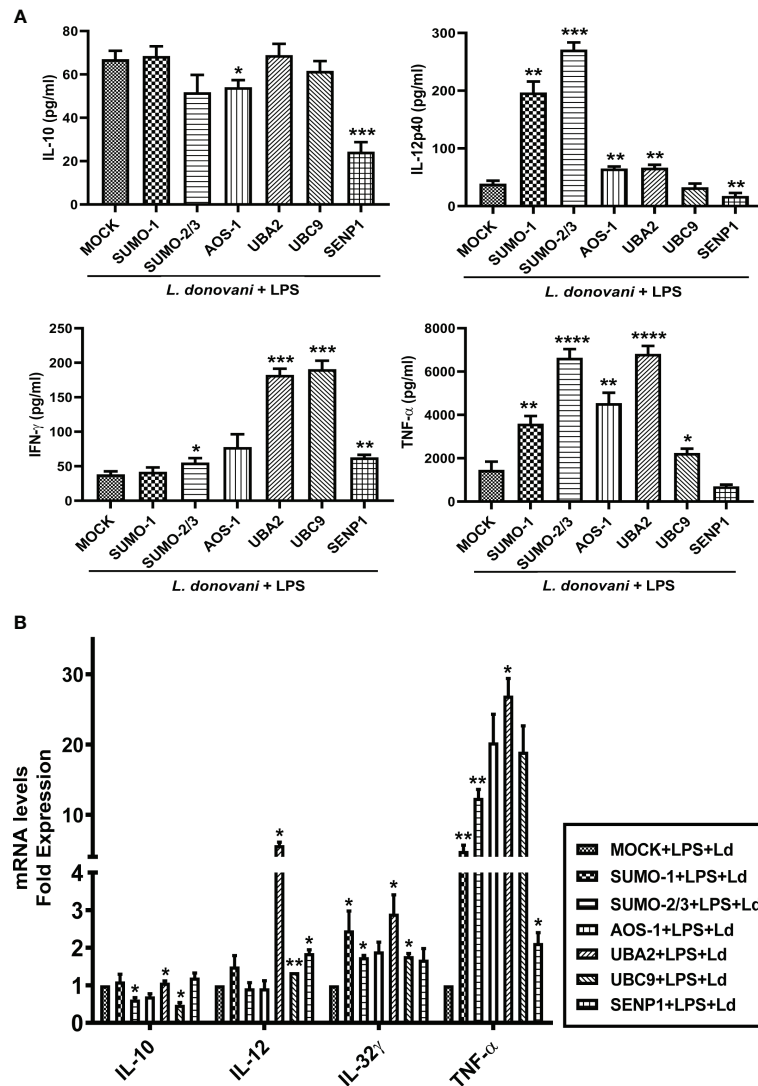 A
IL-10 (pg/ml)
80
60
40
20
0
*
***
MOCK
SUMO-1
SUMO-2/3
AOS-1
UBA2
UBC9
SENP1
L. donovani + LPS
IL-12p40 (pg/ml)
300
200
100
0
**
***
**
**
**
MOCK
SUMO-1
SUMO-2/3
AOS-1
UBA2
UBC9
SENP1
L. donovani + LPS
IFN-γ (pg/ml)
250
200
150
100
50
0
*
***
***
**
MOCK
SUMO-1
SUMO-2/3
AOS-1
UBA2
UBC9
SENP1
L. donovani + LPS
TNF-α (pg/ml)
8000
6000
4000
2000
0
**
****
**
****
*
MOCK
SUMO-1
SUMO-2/3
AOS-1
UBA2
UBC9
SENP1
L. donovani + LPS
B
mRNA levels
Fold Expression
30
20
10
4
3
2
1
0
*
*
*
*
**
*
*
*
*
*
**
**
*
*
IL-10
IL-12
IL-32γ
TNF-α
MOCK+LPS+Ld
SUMO-1+LPS+Ld
SUMO-2/3+LPS+Ld
AOS-1+LPS+Ld
UBA2+LPS+Ld
UBC9+LPS+Ld
SENP1+LPS+Ld